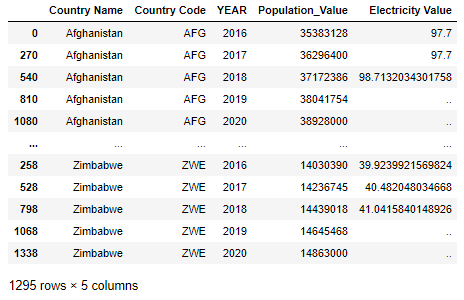 Country Name Country Code YEAR Population_Value Electricity Value
0 Afghanistan AFG 2016 35383128 97.7
270 Afghanistan AFG 2017 36296400 97.7
540 Afghanistan AFG 2018 37172386 98.7132034301758
810 Afghanistan AFG 2019 38041754 ..
1080 Afghanistan AFG 2020 38928000 ..
... ... ... ... ... ...
258 Zimbabwe ZWE 2016 14030390 39.9239921569824
528 Zimbabwe ZWE 2017 14236745 40.482048034668
798 Zimbabwe ZWE 2018 14439018 41.0415840148926
1068 Zimbabwe ZWE 2019 14645468 ..
1338 Zimbabwe ZWE 2020 14863000 ..
1295 rows × 5 columns